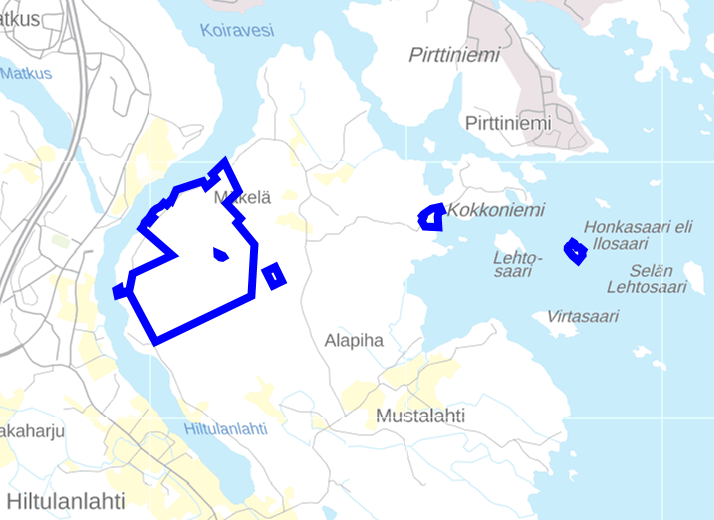 atkus
Koiravesi
Pirttiniemi
Matkus
Pirttiniemi
Mäkelä
Kokkoniemi
Honkasaari eli
Ilosaari
Lehto-
saari
Selän
Lehtosaari
Virtasaari
Alapiha
Mustalahti
Hiltulanlahti
akaharju
Hiltulanlahti